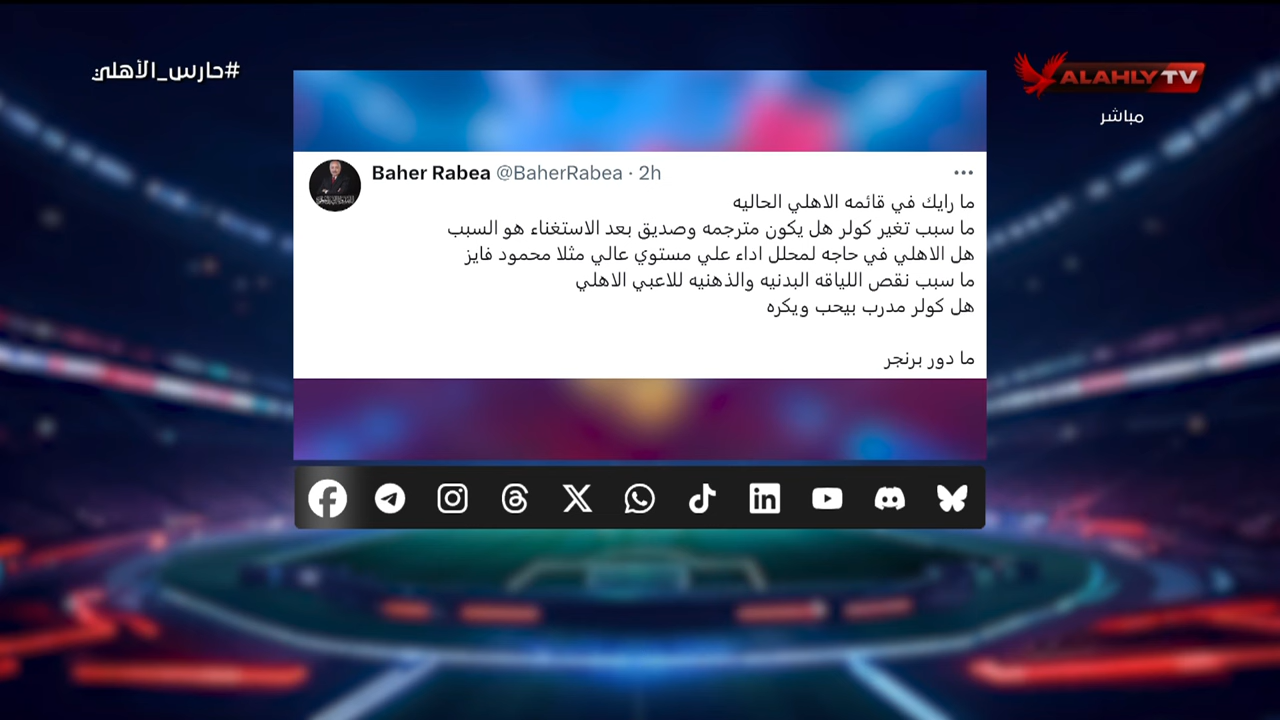 #حارس_الأهلي
ALAHLY TV
مباشر
Baher Rabea @BaherRabea · 2h
ما رايك في قائمه الاهلي الحاليه
ما سبب تغير كولر هل يكون مترجمه وصديق بعد الاستغناء هو السبب
هل الاهلي في حاجه لمحلل اداء علي مستوي عالي مثلا محمود فايز
ما سبب نقص اللياقه البدنيه والذهنيه للاعبي الاهلي
هل كولر مدرب بيحب ويكره
ما دور برنجر